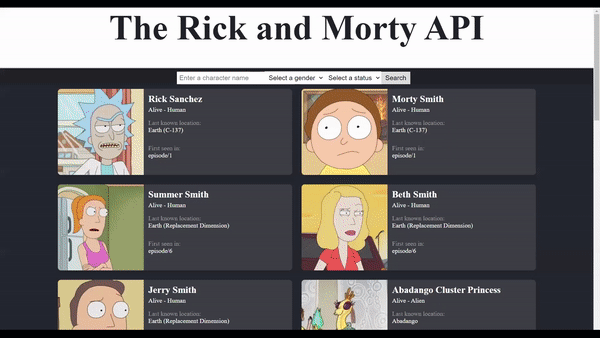 The Rick and Morty API
Enter a character name Select a gender Select a status Search
Rick Sanchez
Alive - Human
Last known location:
Earth (C-137)
First seen in:
episode/1
Morty Smith
Alive - Human
Last known location:
Earth (C-137)
First seen in:
episode/1
Summer Smith
Alive - Human
Last known location:
Earth (Replacement Dimension)
First seen in:
episode/6
Beth Smith
Alive - Human
Last known location:
Earth (Replacement Dimension)
First seen in:
episode/6
Jerry Smith
Alive - Human
Last known location:
Earth (Replacement Dimension)
Abadango Cluster Princess
Alive - Alien
Last known location:
Abadango